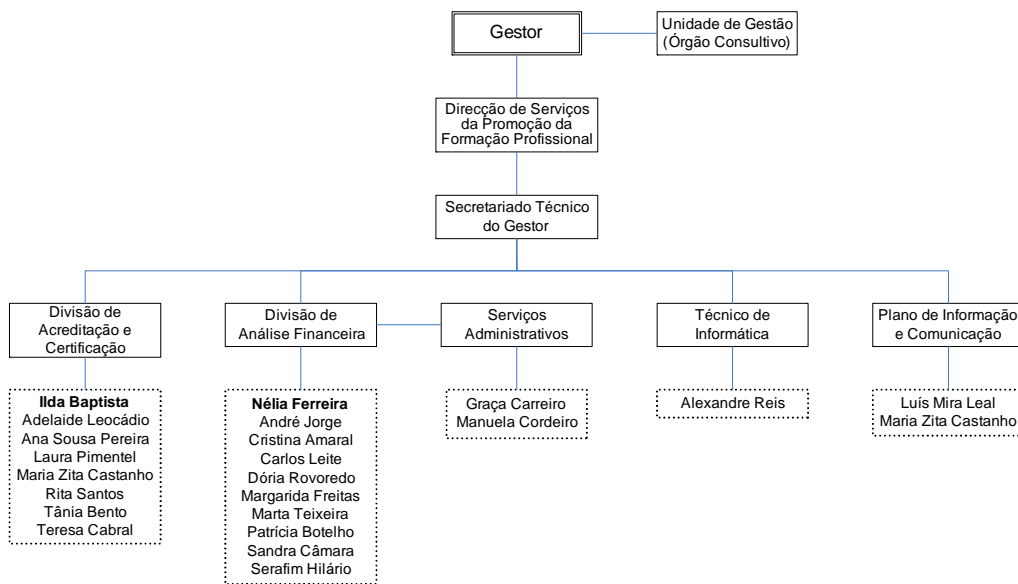 Gestor
Unidade de Gestão
(Órgão Consultivo)
Direcção de Serviços
da Promoção da
Formação Profissional
Secretariado Técnico
do Gestor
Divisão de
Acreditação e
Certificação
Divisão de
Análise Financeira
Serviços
Administrativos
Técnico de
Informática
Plano de Informação
e Comunicação
Ilda Baptista
Adelaide Leocádio
Ana Sousa Pereira
Laura Pimentel
Maria Zita Castanho
Rita Santos
Tânia Bento
Teresa Cabral
Nélia Ferreira
André Jorge
Cristina Amaral
Carlos Leite
Dória Rovoredo
Margarida Freitas
Marta Teixeira
Patrícia Botelho
Sandra Câmara
Serafim Hilário
Graça Carreiro
Manuela Cordeiro
Alexandre Reis
Luís Mira Leal
Maria Zita Castanho